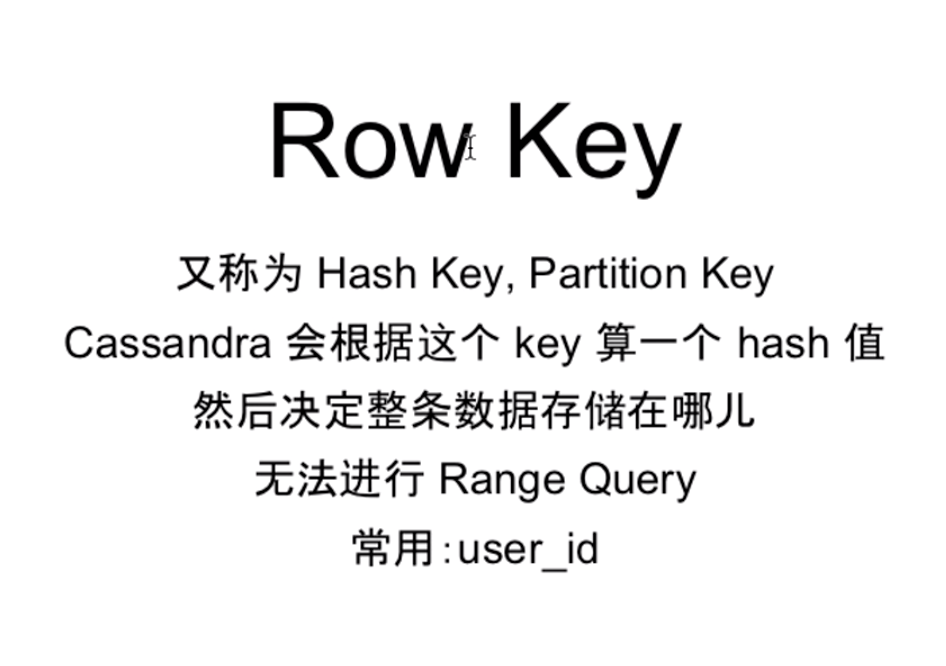 Row Key
又称为 Hash Key, Partition Key
Cassandra 会根据这个 key 算一个 hash 值
然后决定整条数据存储在哪儿
无法进行 Range Query
常用：user_id